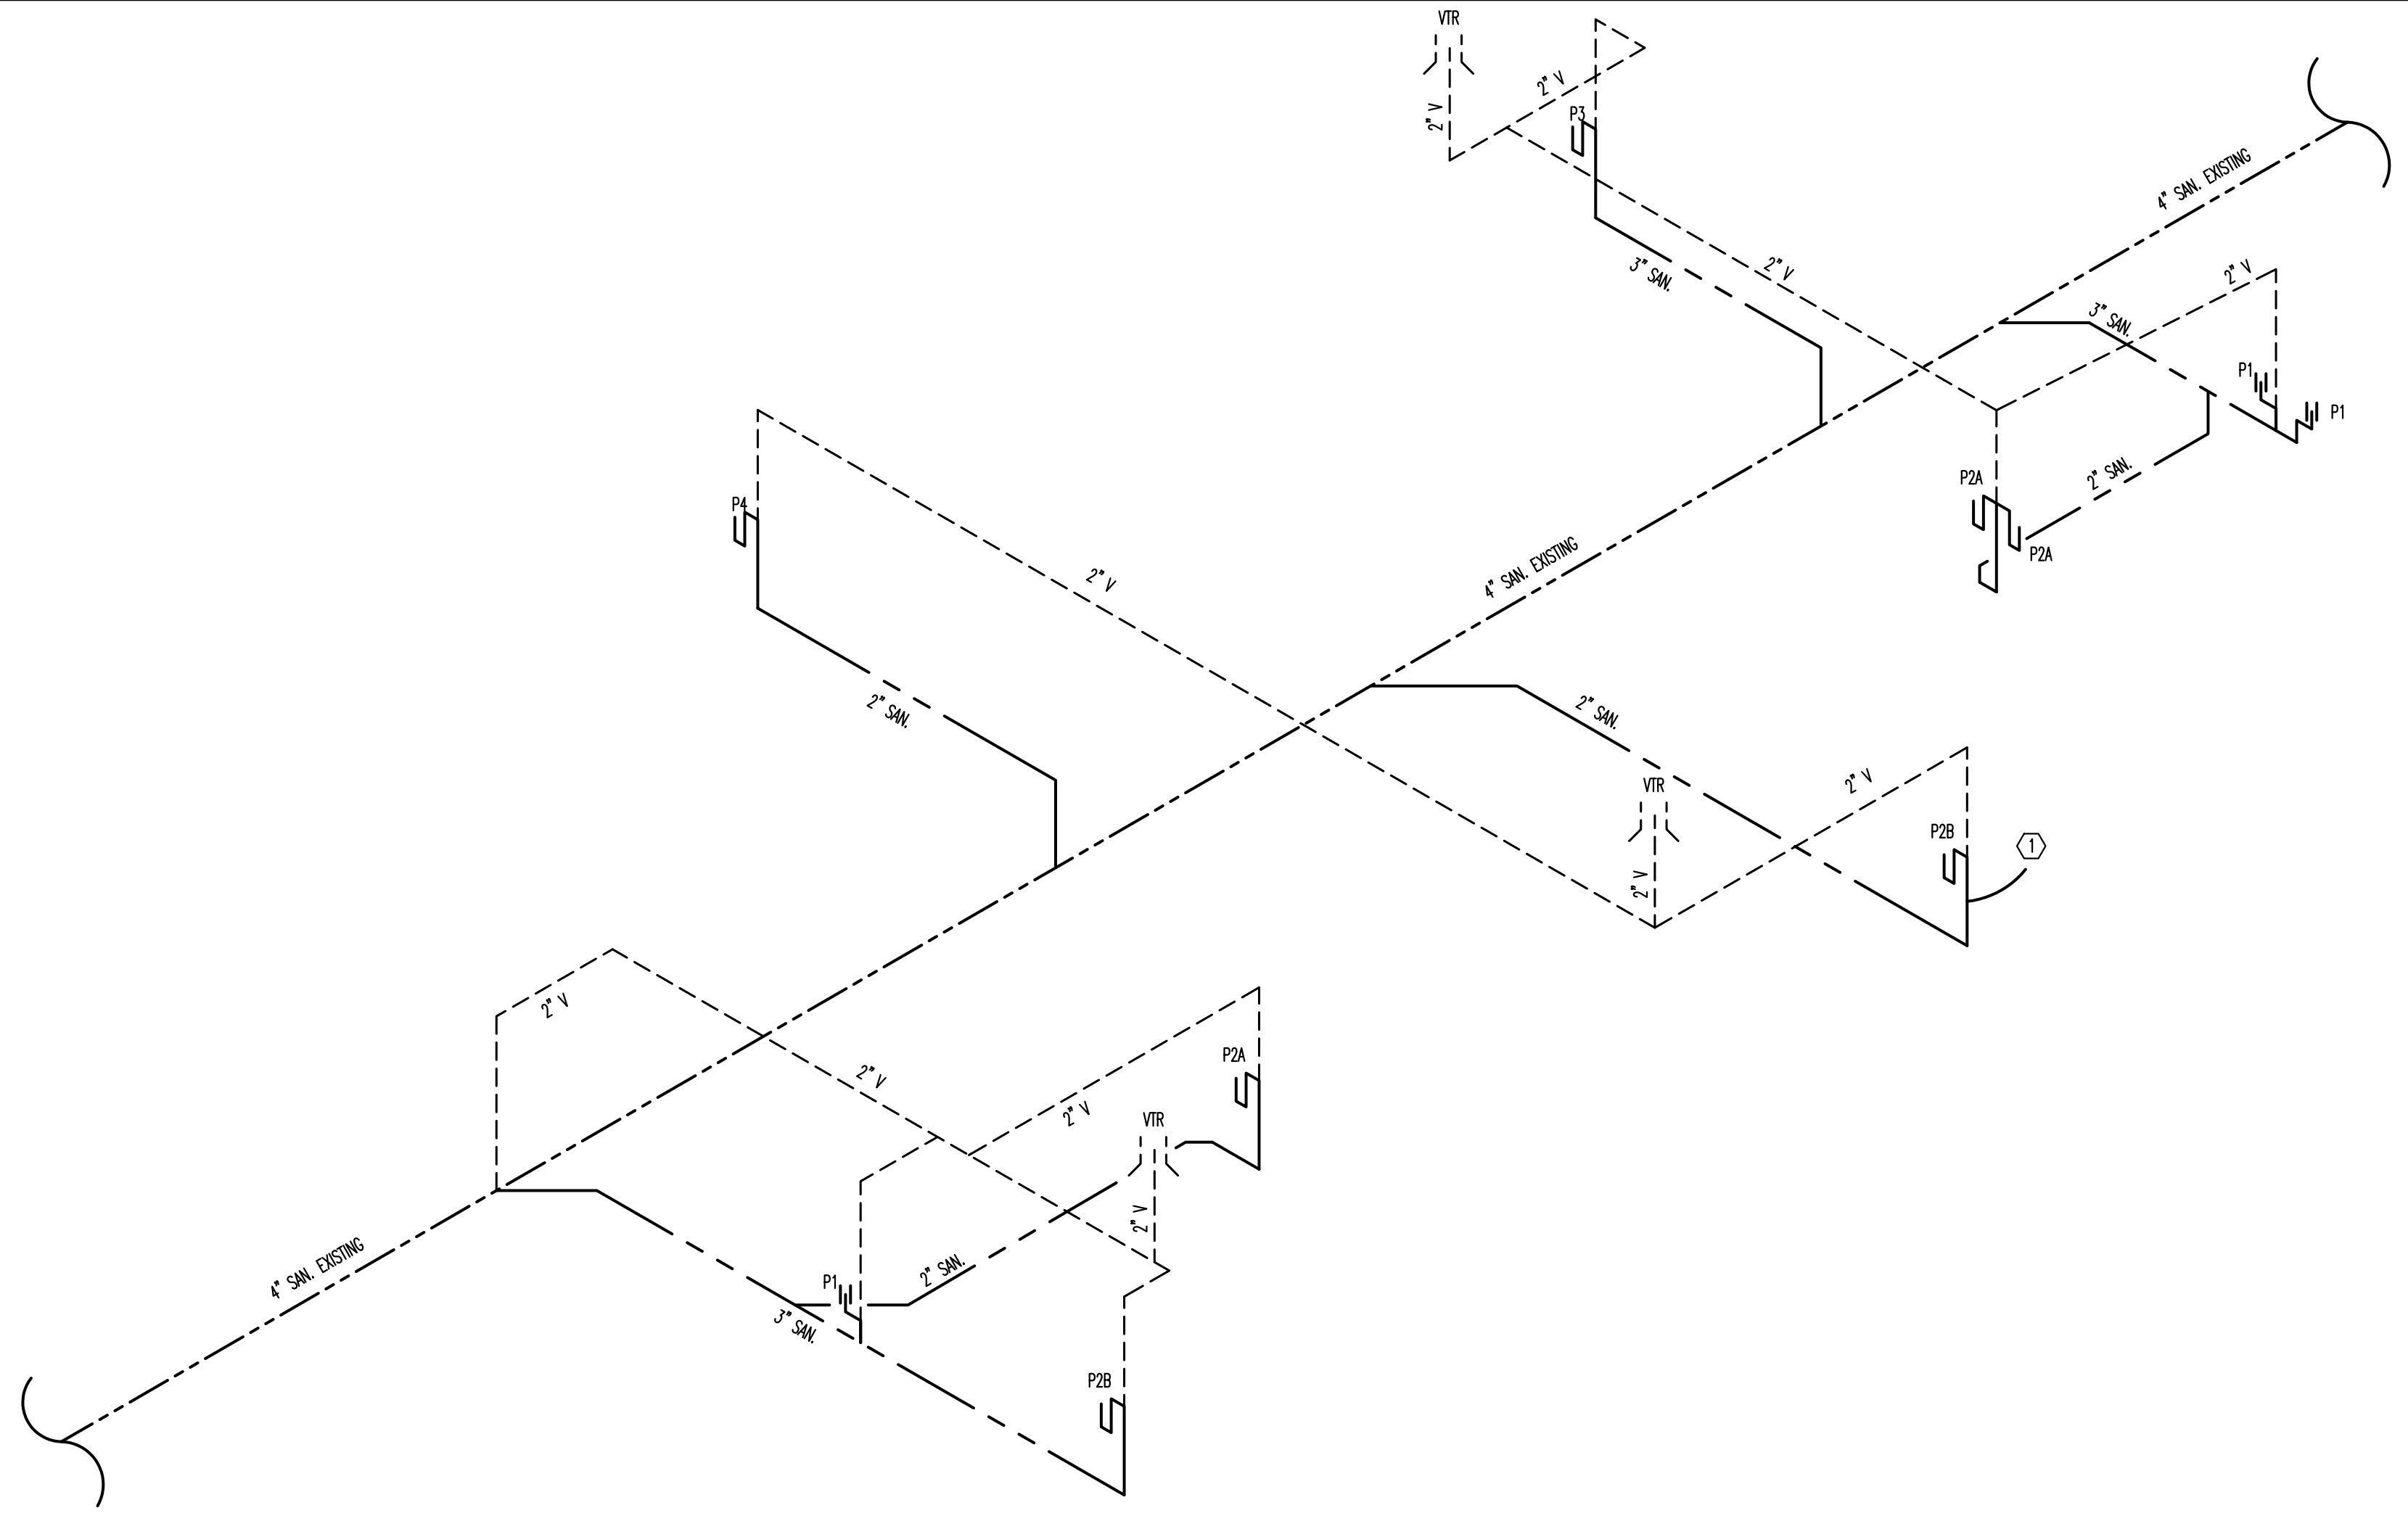 VTR
2" V
2" V
P3
4" SAN. EXISTING
3" SAN.
2" V
2" V
3" SAN.
P1
P1
P2A
2" SAN.
P2A
P4
2" V
4" SAN. EXISTING
2" SAN.
2" SAN.
VTR
2" V
2" V
P2B
1
2" V
2" V
P2A
2" V
VTR
2" V
4" SAN. EXISTING
P1
2" SAN.
3" SAN.
P2B